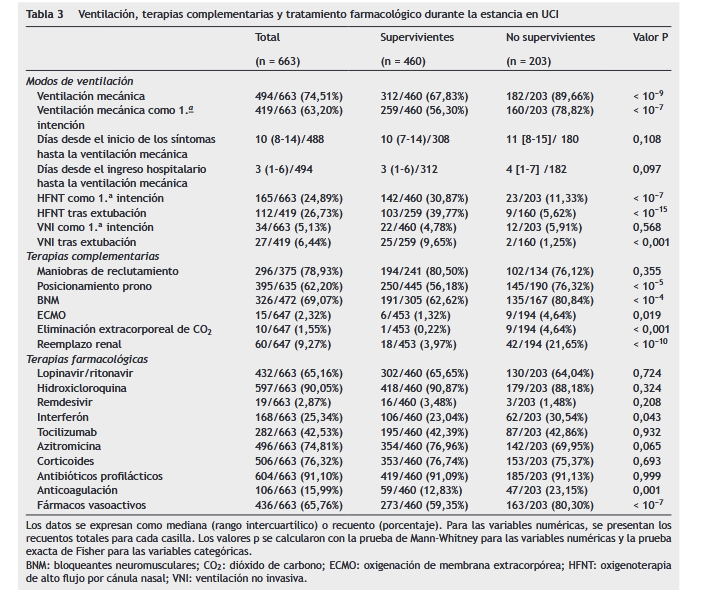 Tabla 3 Ventilación, terapias complementarias y tratamiento farmacológico durante la estancia en UCI
Total Supervivientes No supervivientes Valor P
(n = 663) (n = 460) (n = 203)
Modos de ventilación
Ventilación mecánica 494/663 (74,51%) 312/460 (67,83%) 182/203 (89,66%) < 10⁻⁹
Ventilación mecánica como 1.ª 419/663 (63,20%) 259/460 (56,30%) 160/203 (78,82%) < 10⁻⁷
intención
Días desde el inicio de los síntomas 10 (8-14)/488 10 (7-14)/308 11 [8-15]/ 180 0,108
hasta la ventilación mecánica
Días desde el ingreso hospitalario 3 (1-6)/494 3 (1-6)/312 4 [1-7] /182 0,097
hasta la ventilación mecánica
HFNT como 1.ª intención 165/663 (24,89%) 142/460 (30,87%) 23/203 (11,33%) < 10⁻⁷
HFNT tras extubación 112/419 (26,73%) 103/259 (39,77%) 9/160 (5,62%) < 10⁻¹⁵
VNI como 1.ª intención 34/663 (5,13%) 22/460 (4,78%) 12/203 (5,91%) 0,568
VNI tras extubación 27/419 (6,44%) 25/259 (9,65%) 2/160 (1,25%) < 0,001
Terapias complementarias
Maniobras de reclutamiento 296/375 (78,93%) 194/241 (80,50%) 102/134 (76,12%) 0,355
Posicionamiento prono 395/635 (62,20%) 250/445 (56,18%) 145/190 (76,32%) < 10⁻⁵
BNM 326/472 (69,07%) 191/305 (62,62%) 135/167 (80,84%) < 10⁻⁴
ECMO 15/647 (2,32%) 6/453 (1,32%) 9/194 (4,64%) 0,019
Eliminación extracorporeal de CO₂ 10/647 (1,55%) 1/453 (0,22%) 9/194 (4,64%) < 0,001
Reemplazo renal 60/647 (9,27%) 18/453 (3,97%) 42/194 (21,65%) < 10⁻¹⁰
Terapias farmacológicas
Lopinavir/ritonavir 432/663 (65,16%) 302/460 (65,65%) 130/203 (64,04%) 0,724
Hidroxicloroquina 597/663 (90,05%) 418/460 (90,87%) 179/203 (88,18%) 0,324
Remdesivir 19/663 (2,87%) 16/460 (3,48%) 3/203 (1,48%) 0,208
Interferón 168/663 (25,34%) 106/460 (23,04%) 62/203 (30,54%) 0,043
Tocilizumab 282/663 (42,53%) 195/460 (42,39%) 87/203 (42,86%) 0,932
Azitromicina 496/663 (74,81%) 354/460 (76,96%) 142/203 (69,95%) 0,065
Corticoides 506/663 (76,32%) 353/460 (76,74%) 153/203 (75,37%) 0,693
Antibióticos profilácticos 604/663 (91,10%) 419/460 (91,09%) 185/203 (91,13%) 0,999
Anticoagulación 106/663 (15,99%) 59/460 (12,83%) 47/203 (23,15%) 0,001
Fármacos vasoactivos 436/663 (65,76%) 273/460 (59,35%) 163/203 (80,30%) < 10⁻⁷
Los datos se expresan como mediana (rango intercuartílico) o recuento (porcentaje). Para las variables numéricas, se presentan los
recuentos totales para cada casilla. Los valores p se calcularon con la prueba de Mann-Whitney para las variables numéricas y la prueba
exacta de Fisher para las variables categóricas.
BNM: bloqueantes neuromusculares; CO₂: dióxido de carbono; ECMO: oxigenación de membrana extracorpórea; HFNT: oxigenoterapia
de alto flujo por cánula nasal; VNI: ventilación no invasiva.